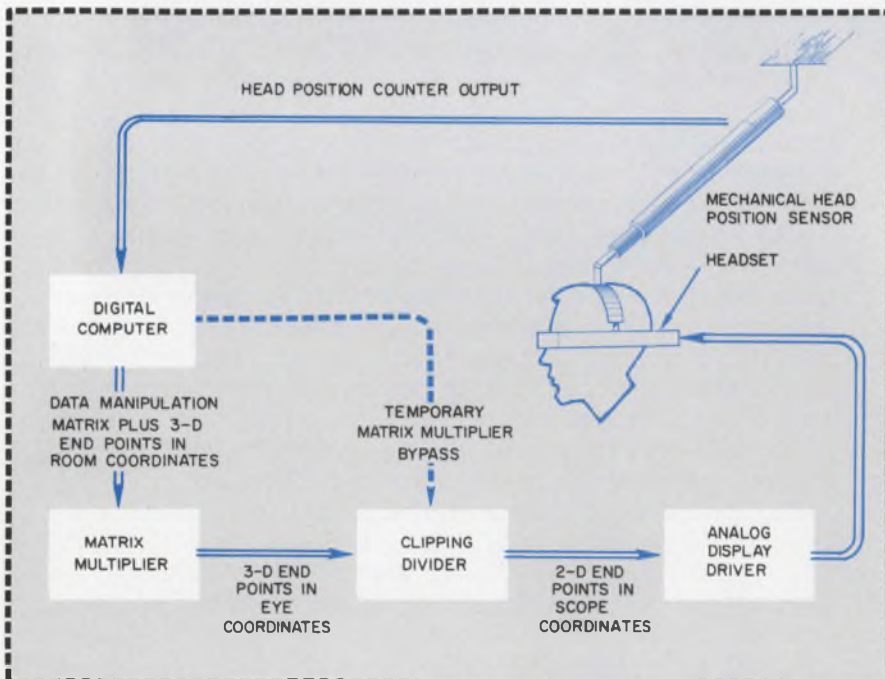 HEAD POSITION COUNTER OUTPUT
MECHANICAL HEAD
POSITION SENSOR
HEADSET
DIGITAL
COMPUTER
DATA MANIPULATION
MATRIX PLUS 3-D
END POINTS IN
ROOM COORDINATES
TEMPORARY
MATRIX MULTIPLIER
BYPASS
MATRIX
MULTIPLIER
3-D END
POINTS IN
EYE
COORDINATES
CLIPPING
DIVIDER
2-D END
POINTS IN
SCOPE
COORDINATES
ANALOG
DISPLAY
DRIVER